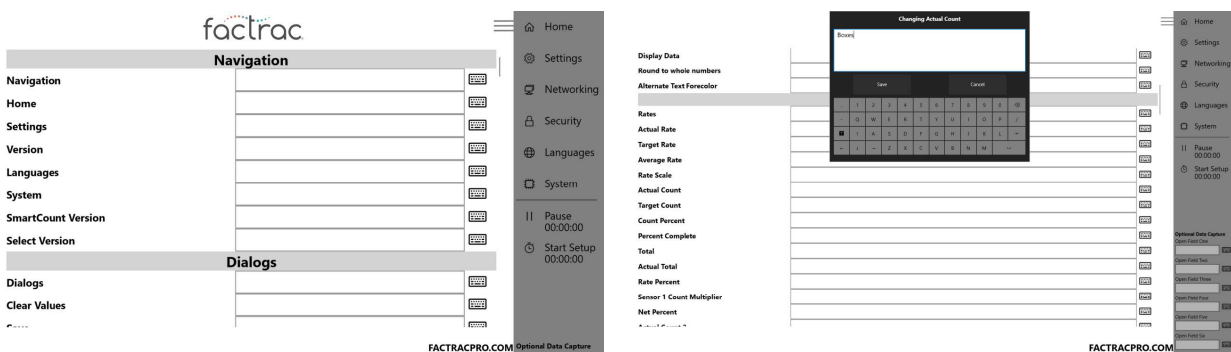 factrac
Navigation
Navigation
Home
Settings
Version
Languages
System
SmartCount Version
Select Version
Dialogs
Dialogs
Clear Values
Home
Settings
Networking
Security
Languages
System
Pause
00:00:00
Start Setup
00:00:00
FACTRACPRO.COM
Optional Data Capture
Changing Actual Count
Boxes
Save
Cancel
1 2 3 4 5 6 7 8 9 0
Q W E R T Y U I O P
A S D F G H J K L
Z X C V B N M
Display Data
Round to whole numbers
Alternate Text Forecolor
Rates
Actual Rate
Target Rate
Average Rate
Rate Scale
Actual Count
Target Count
Count Percent
Percent Complete
Total
Actual Total
Rate Percent
Sensor 1 Count Multiplier
Net Percent
Home
Settings
Networking
Security
Languages
System
Pause
00:00:00
Start Setup
00:00:00
Optional Data Capture
Open Field One
Open Field Two
Open Field Three
Open Field Four
Open Field Five
Open Field Six
FACTRACPRO.COM